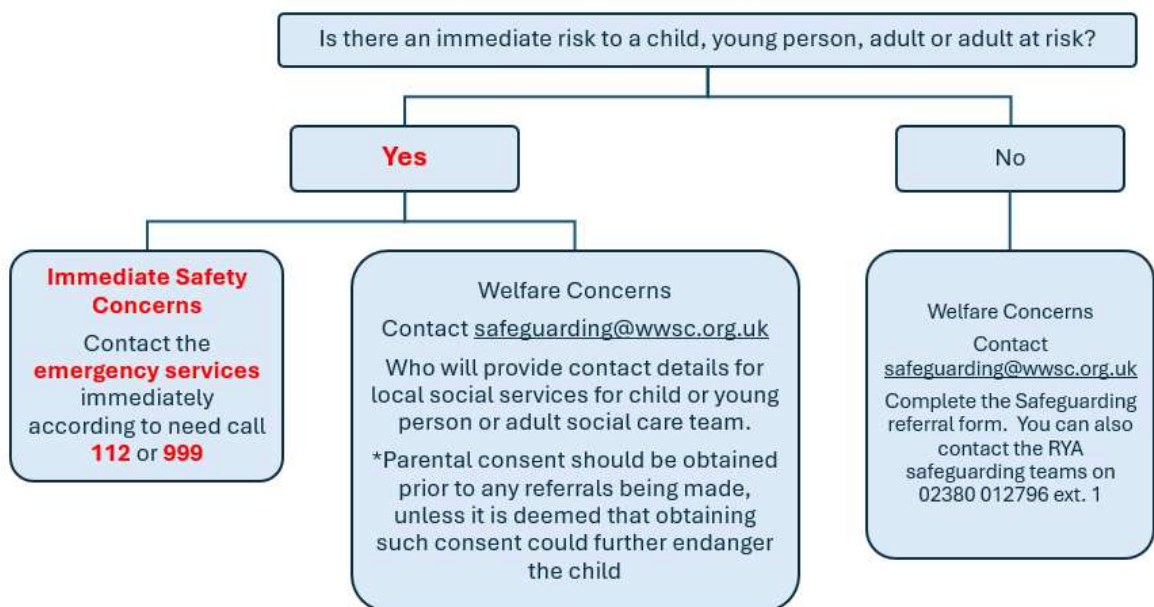 Is there an immediate risk to a child, young person, adult or adult at risk?
Yes
No
Immediate Safety
Concerns
Contact the
emergency services
immediately
according to need call
112 or 999
Welfare Concerns
Contact safeguarding@wwsc.org.uk
Who will provide contact details for
local social services for child or young
person or adult social care team.
*Parental consent should be obtained
prior to any referrals being made,
unless it is deemed that obtaining
such consent could further endanger
the child
Welfare Concerns
Contact
safeguarding@wwsc.org.uk
Complete the Safeguarding
referral form. You can also
contact the RYA
safeguarding teams on
02380 012796 ext. 1